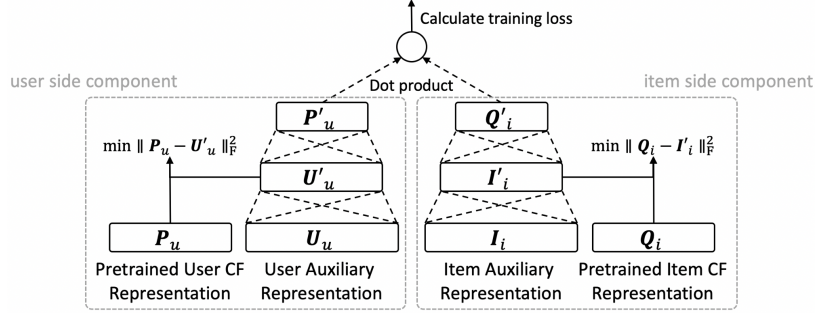 Calculate training loss
user side component
item side component
Dot product
P'u
Q'i
min ‖ Pu − U'u ‖²F
min ‖ Qi − I'i ‖²F
U'u
I'i
Pu
Uu
Ii
Qi
Pretrained User CF
Representation
User Auxiliary
Representation
Item Auxiliary
Representation
Pretrained Item CF
Representation